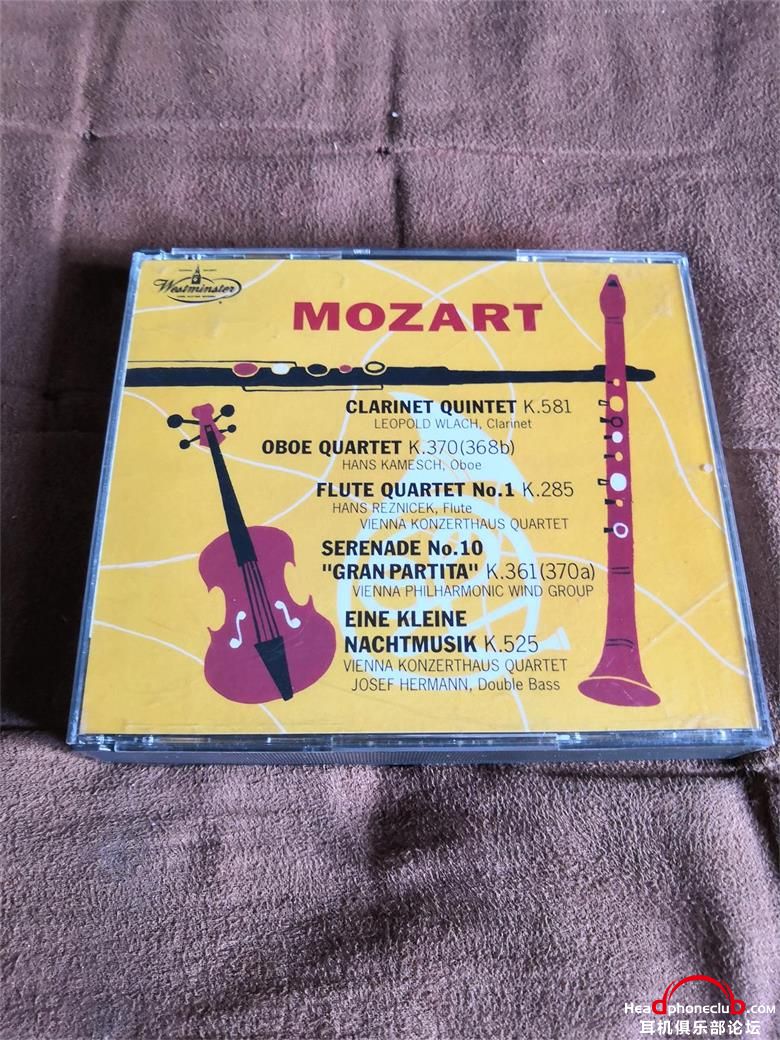 Westminster
MOZART
CLARINET QUINTET K.581
LEOPOLD WLACH, Clarinet
OBOE QUARTET K.370(368b)
HANS KAMESCH, Oboe
FLUTE QUARTET No.1 K.285
HANS REZNICEK, Flute
VIENNA KONZERTHAUS QUARTET
SERENADE No.10
"GRAN PARTITA" K.361(370a)
VIENNA PHILHARMONIC WIND GROUP
EINE KLEINE
NACHTMUSIK K.525
VIENNA KONZERTHAUS QUARTET
JOSEF HERMANN, Double Bass
HeadphoneClub.com
耳机俱乐部论坛